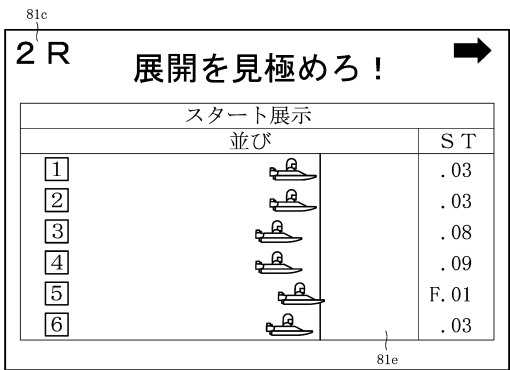 81c
２Ｒ
展開を見極めろ！
スタート展示
並び ＳＴ
1 .03
2 .03
3 .08
4 .09
5 F.01
6 .03
81e